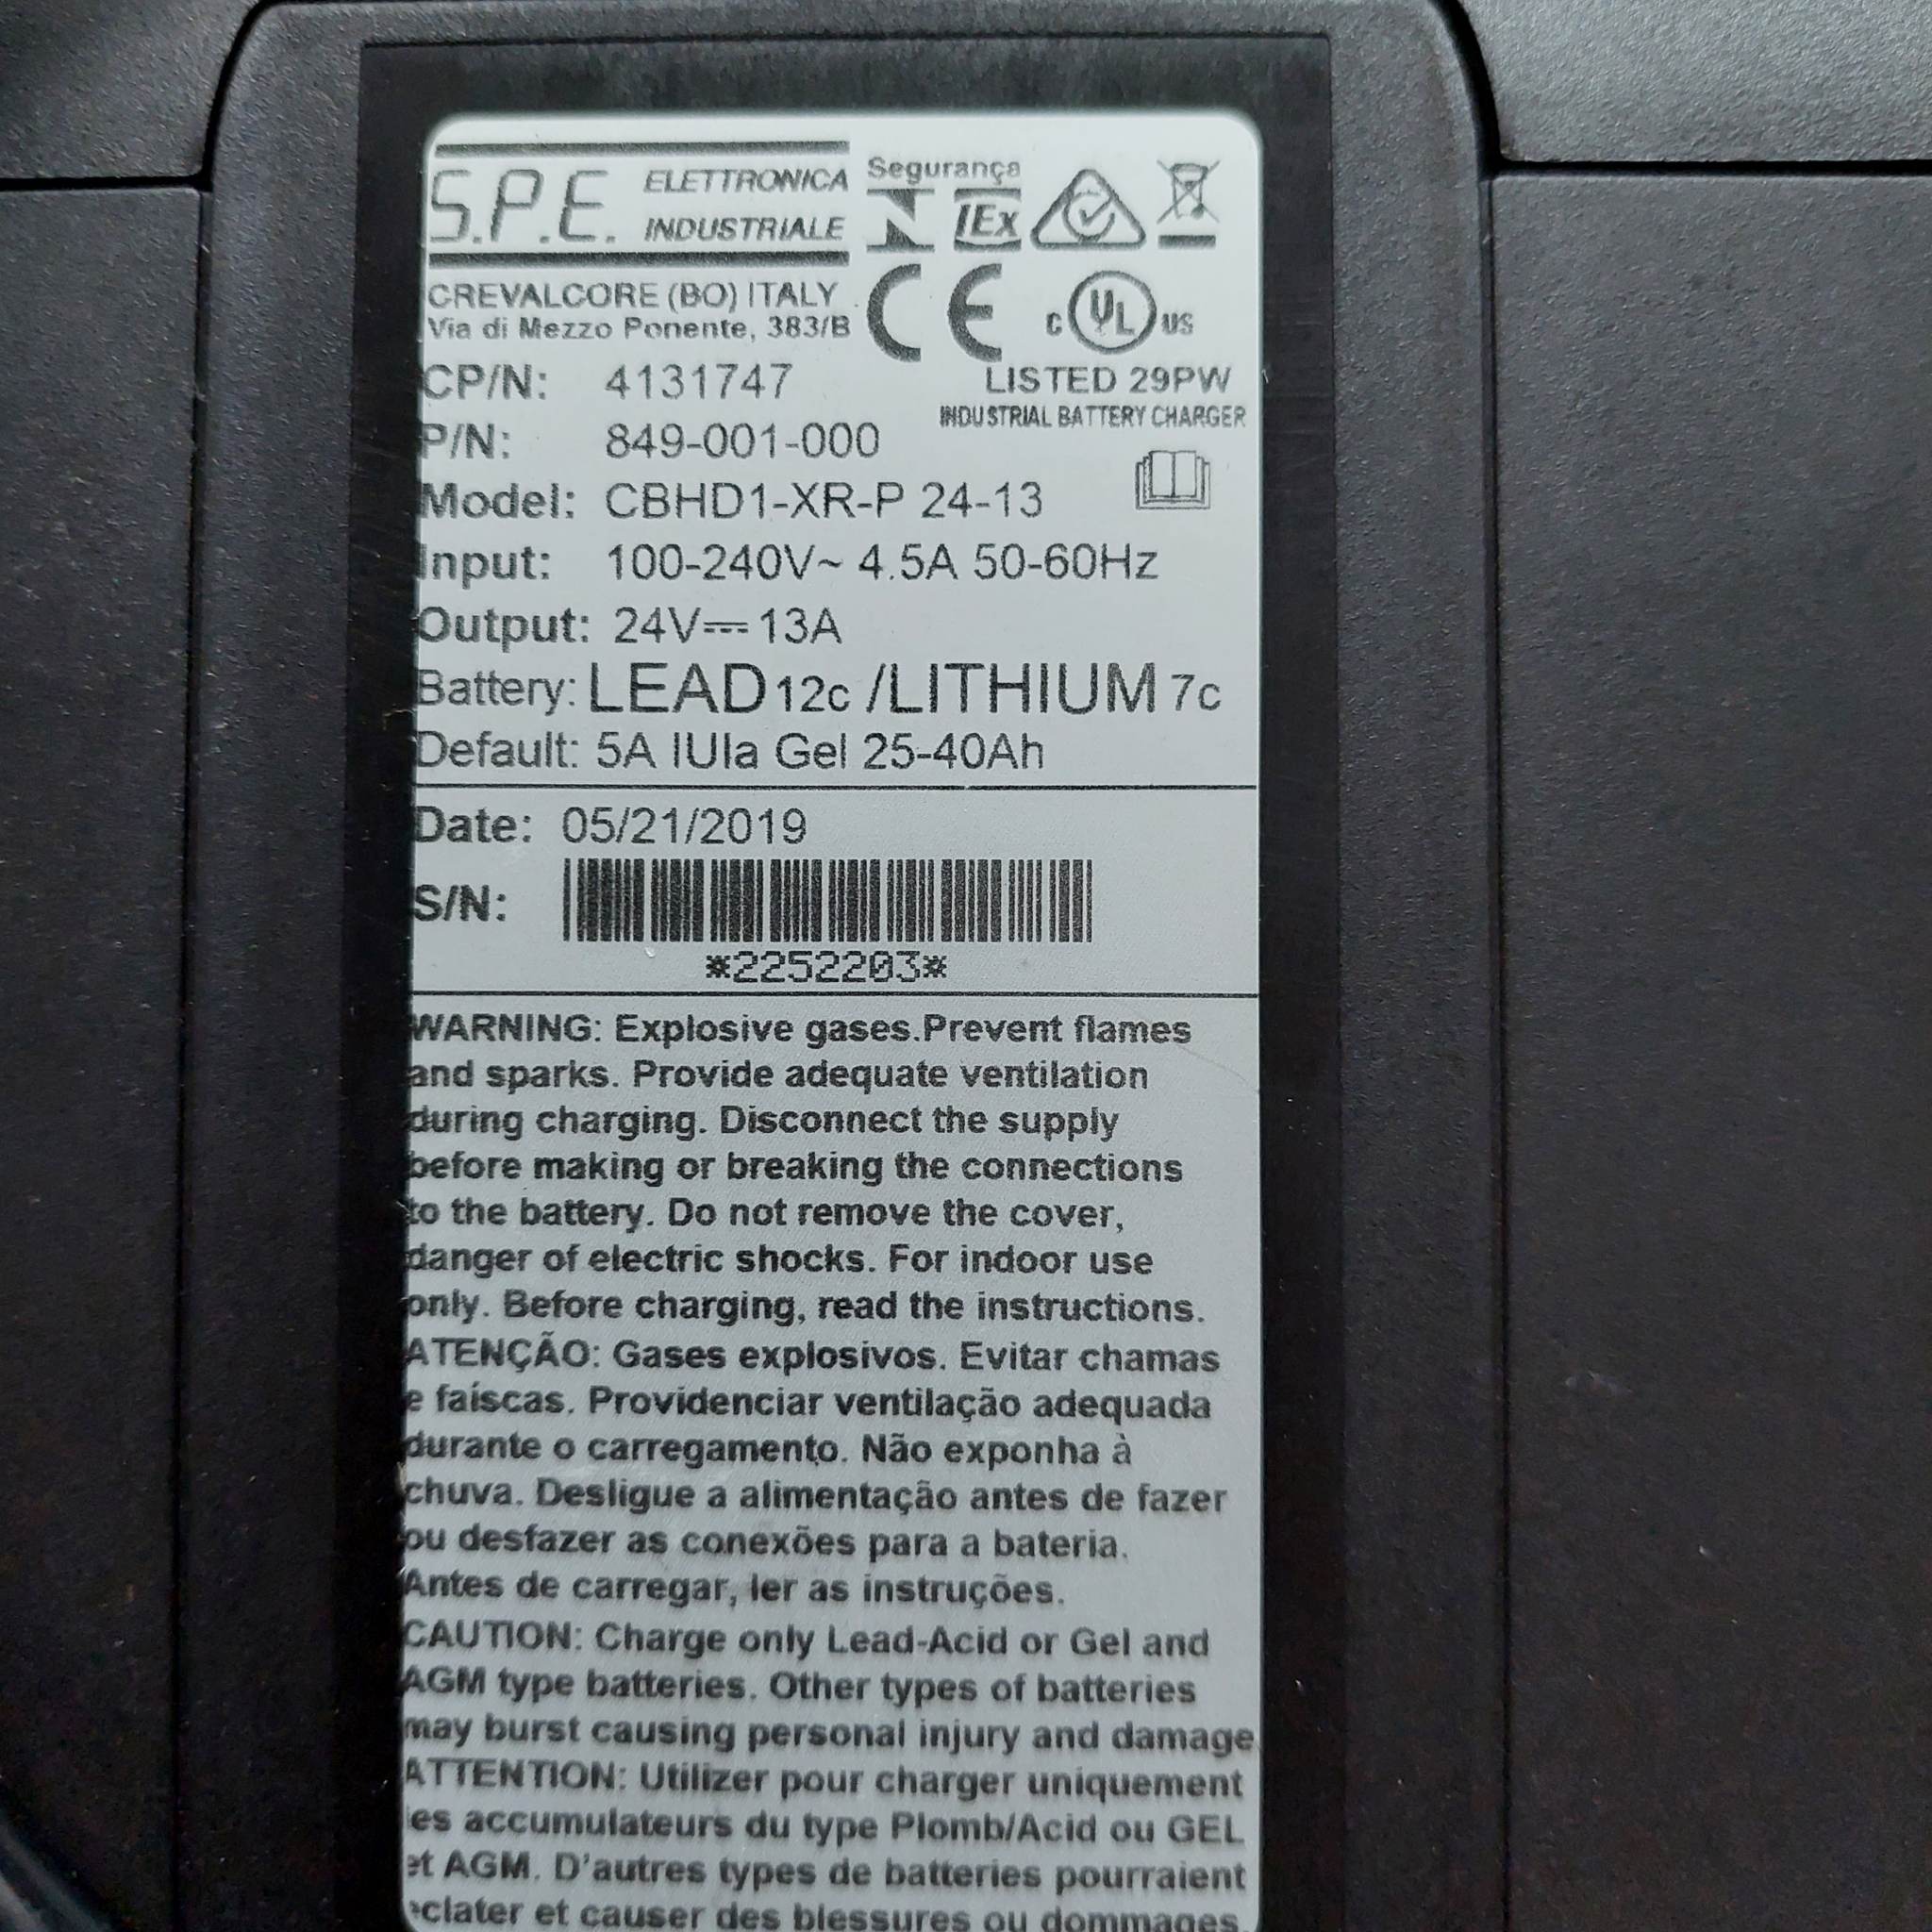 S.P.E. ELETTRONICA INDUSTRIALE
Segurança
IEx
CREVALCORE (BO) ITALY
Via di Mezzo Ponente, 383/B
CE
C UL US
LISTED 29PW
INDUSTRIAL BATTERY CHARGER
CP/N: 4131747
P/N: 849-001-000
Model: CBHD1-XR-P 24-13
Input: 100-240V~ 4.5A 50-60Hz
Output: 24V⎓13A
Battery: LEAD 12c /LITHIUM 7c
Default: 5A IUIa Gel 25-40Ah
Date: 05/21/2019
S/N:
*2252203*
WARNING: Explosive gases.Prevent flames
and sparks. Provide adequate ventilation
during charging. Disconnect the supply
before making or breaking the connections
to the battery. Do not remove the cover,
danger of electric shocks. For indoor use
only. Before charging, read the instructions.
ATENÇÃO: Gases explosivos. Evitar chamas
e faíscas. Providenciar ventilação adequada
durante o carregamento. Não exponha à
chuva. Desligue a alimentação antes de fazer
ou desfazer as conexões para a bateria.
Antes de carregar, ler as instruções.
CAUTION: Charge only Lead-Acid or Gel and
AGM type batteries. Other types of batteries
may burst causing personal injury and damage
ATTENTION: Utilizer pour charger uniquement
les accumulateurs du type Plomb/Acid ou GEL
et AGM. D'autres types de batteries pourraient
eclater et causer des blessures ou dommages.